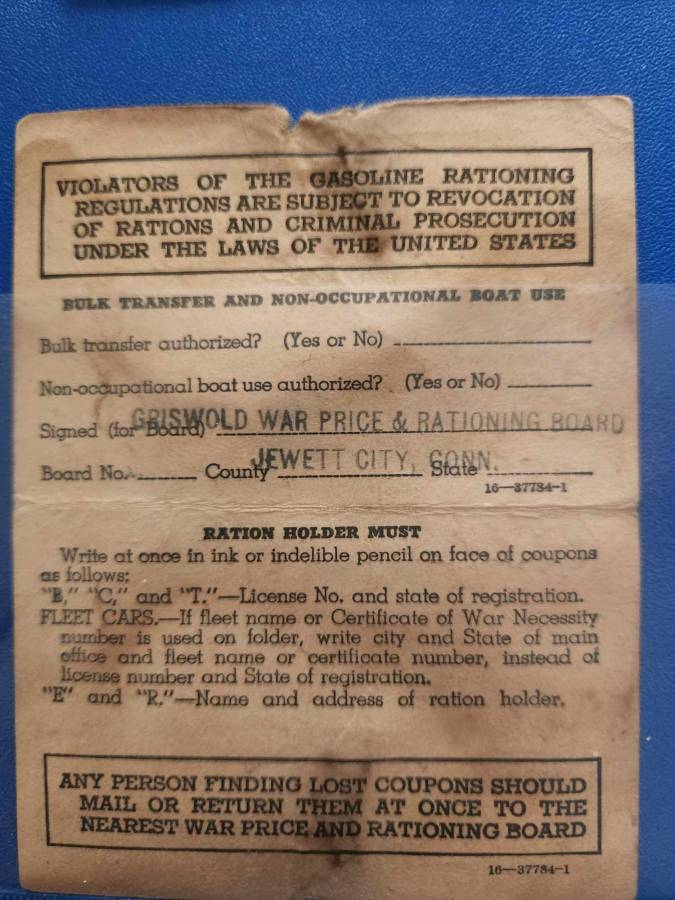 VIOLATORS OF THE GASOLINE RATIONING
REGULATIONS ARE SUBJECT TO REVOCATION
OF RATIONS AND CRIMINAL PROSECUTION
UNDER THE LAWS OF THE UNITED STATES
BULK TRANSFER AND NON-OCCUPATIONAL BOAT USE
Bulk transfer authorized? (Yes or No)
Non-occupational boat use authorized? (Yes or No)
GRISWOLD WAR PRICE & RATIONING BOARD
Signed (for Board)
JEWETT CITY, CONN.
Board No. County State
16—37784-1
RATION HOLDER MUST
Write at once in ink or indelible pencil on face of coupons
as follows:
"B," "C," and "T."—License No. and state of registration.
FLEET CARS.—If fleet name or Certificate of War Necessity
number is used on folder, write city and State of main
office and fleet name or certificate number, instead of
license number and State of registration.
"E" and "R."—Name and address of ration holder.
ANY PERSON FINDING LOST COUPONS SHOULD
MAIL OR RETURN THEM AT ONCE TO THE
NEAREST WAR PRICE AND RATIONING BOARD
16—37784-1